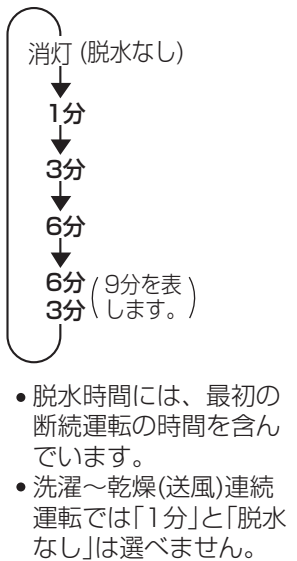 消灯 (脱水なし)
1分
3分
6分
6分 ( 9分を表
3分 します。 )
• 脱水時間には、最初の
断続運転の時間を含ん
でいます。
• 洗濯～乾燥(送風)連続
運転では｢1分｣と｢脱水
なし｣は選べません。